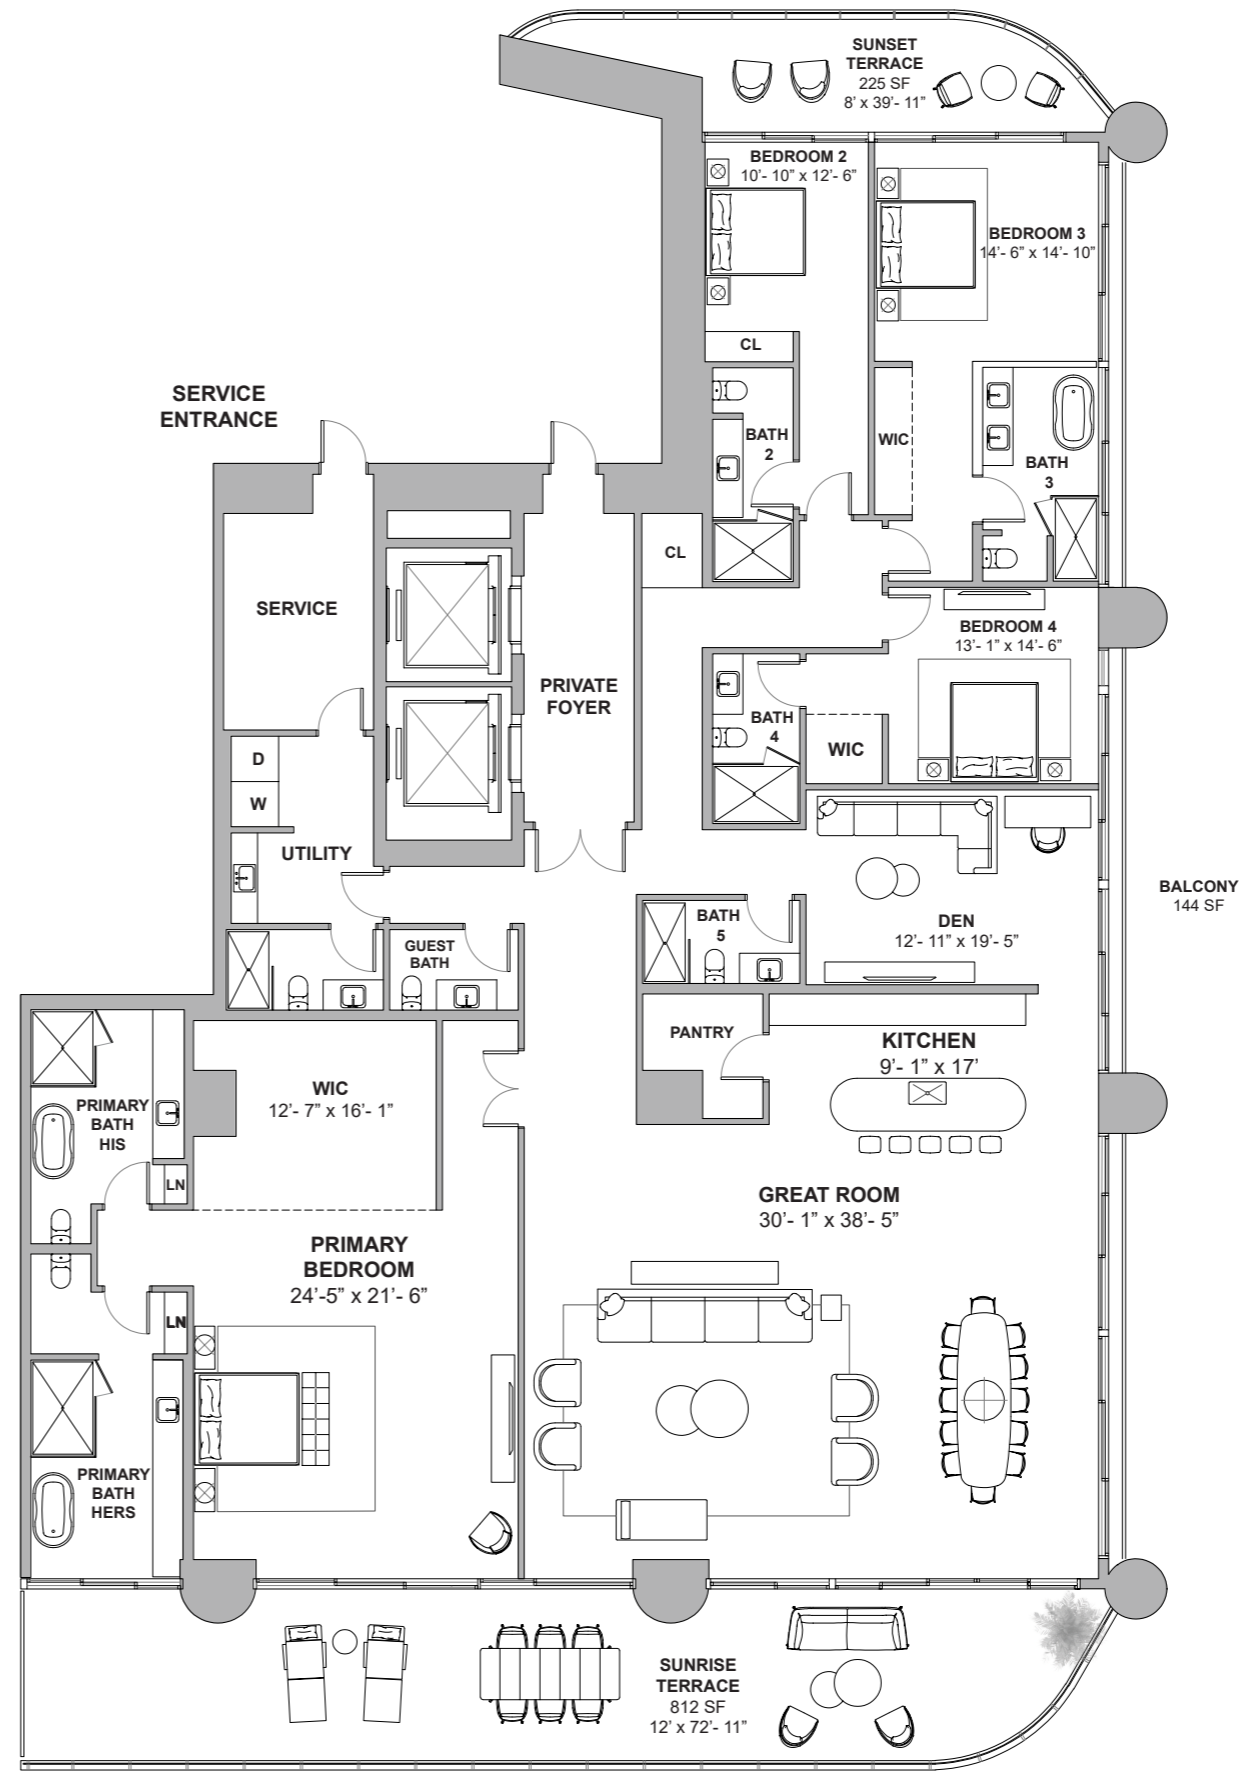 SUNSET
TERRACE
225 SF
8’ x 39’- 11”
BEDROOM 2
10’- 10” x 12’- 6”
BEDROOM 3
14’- 6” x 14’- 10”
CL
SERVICE
ENTRANCE
BATH
2
WIC
BATH
3
CL
SERVICE
BEDROOM 4
13’- 1” x 14’- 6”
PRIVATE
FOYER
BATH
4
WIC
D
W
UTILITY
BALCONY
144 SF
BATH
5
DEN
12’- 11” x 19’- 5”
GUEST
BATH
PANTRY
KITCHEN
9’- 1” x 17’
WIC
12’- 7” x 16’- 1”
PRIMARY
BATH
HIS
LN
GREAT ROOM
30’- 1” x 38’- 5”
PRIMARY
BEDROOM
24’-5” x 21’- 6”
LN
PRIMARY
BATH
HERS
SUNRISE
TERRACE
812 SF
12’ x 72’- 11”